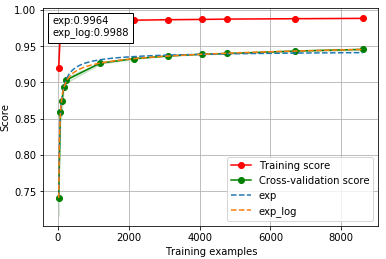 1.00
0.95
0.90
0.85
0.80
0.75
Score
exp:0.9964
exp_log:0.9988
Training score
Cross-validation score
exp
exp_log
0
2000
4000
6000
8000
Training examples